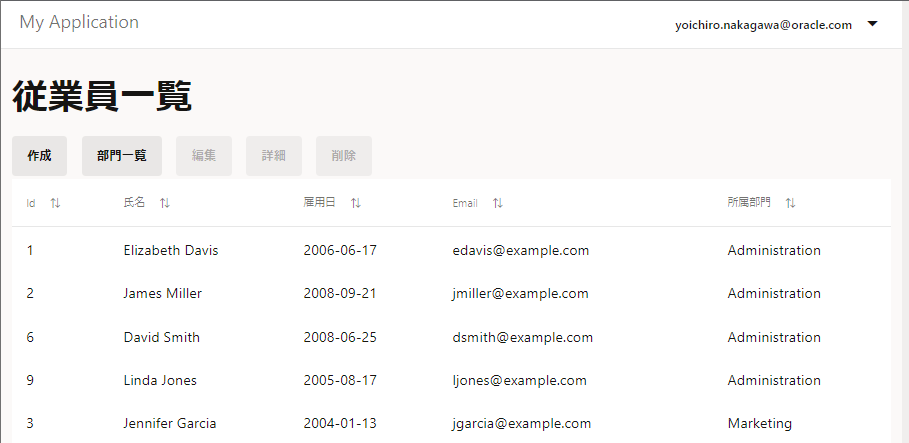 My Application yoichiro.nakagawa@oracle.com
従業員一覧
作成 部門一覧 編集 詳細 削除
Id 氏名 雇用日 Email 所属部門
1 Elizabeth Davis 2006-06-17 edavis@example.com Administration
2 James Miller 2008-09-21 jmiller@example.com Administration
6 David Smith 2008-06-25 dsmith@example.com Administration
9 Linda Jones 2005-08-17 ljones@example.com Administration
3 Jennifer Garcia 2004-01-13 jgarcia@example.com Marketing